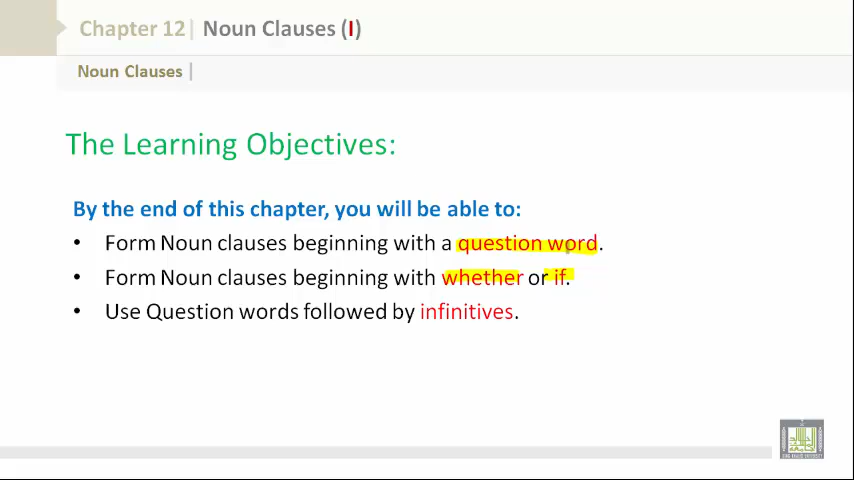 Chapter 12| Noun Clauses (I)
Noun Clauses |
The Learning Objectives:
By the end of this chapter, you will be able to:
• Form Noun clauses beginning with a question word.
• Form Noun clauses beginning with whether or if.
• Use Question words followed by infinitives.